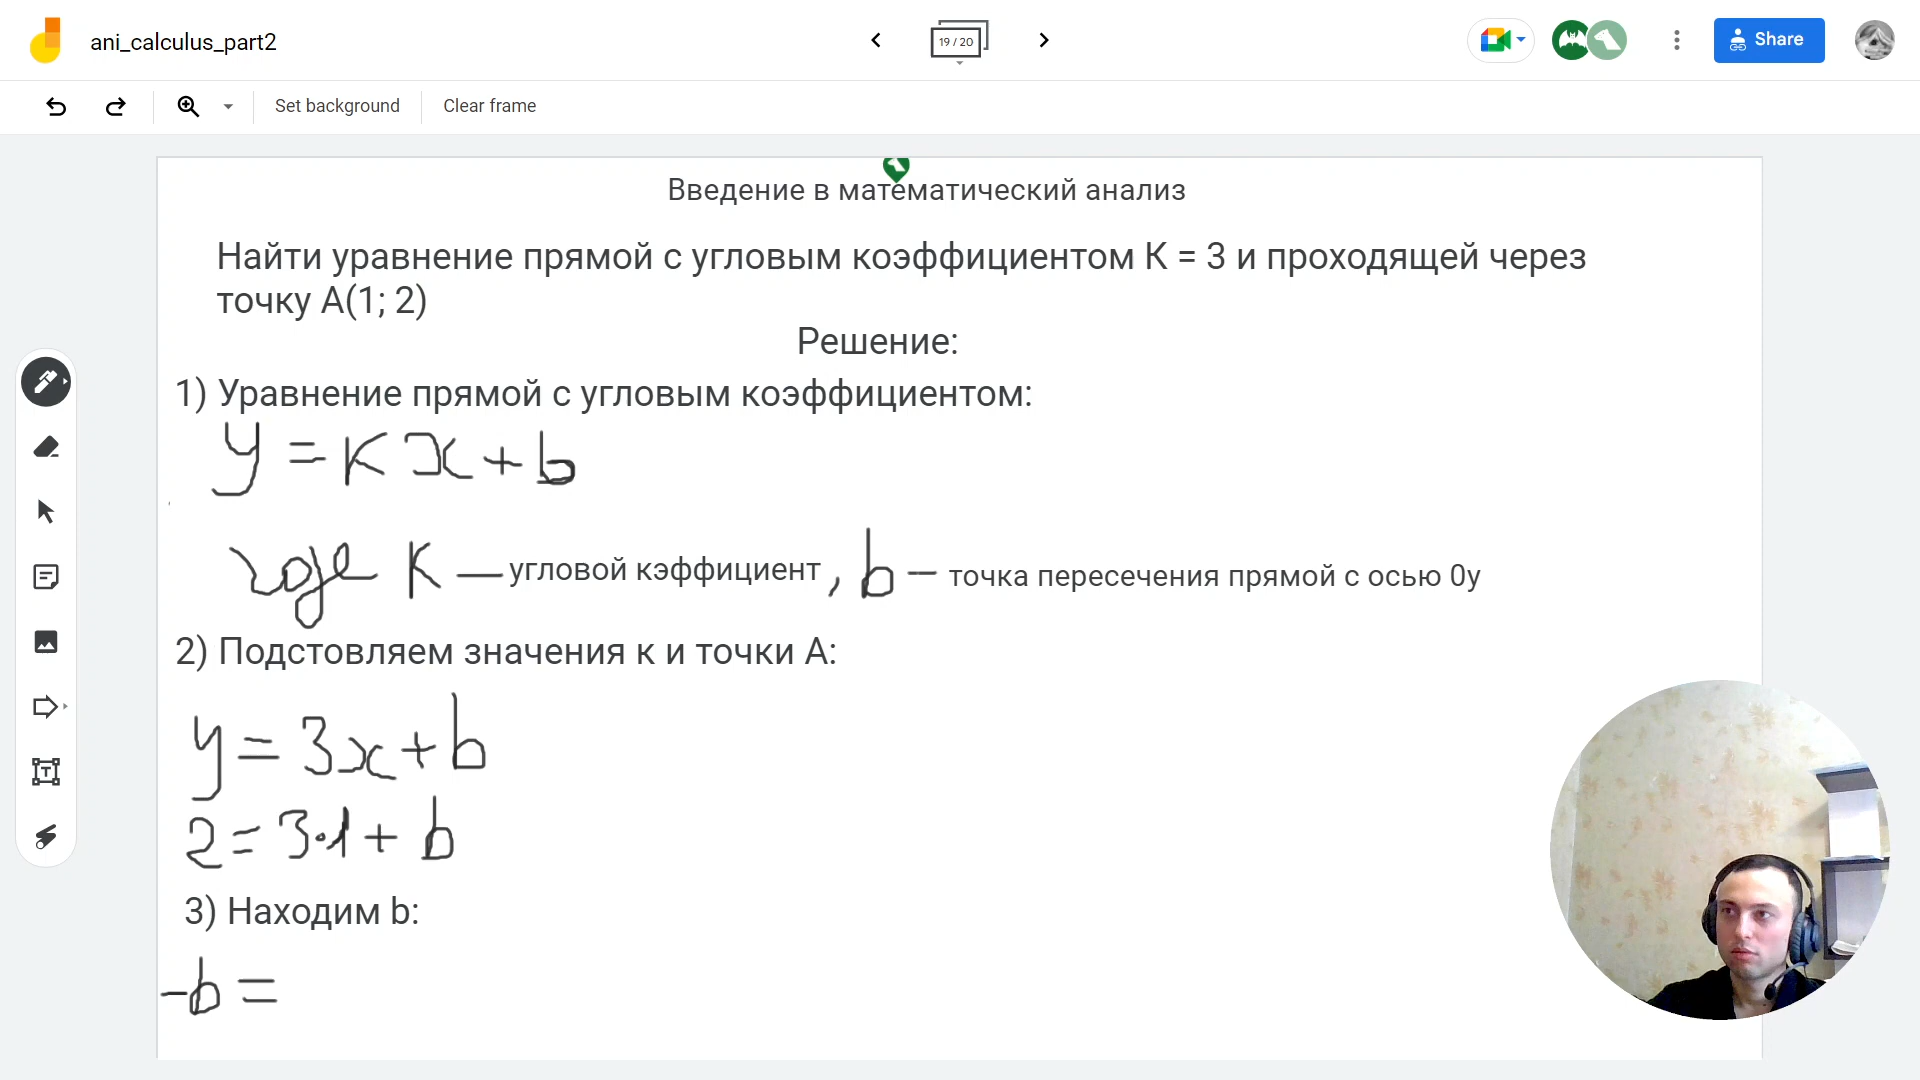 ani_calculus_part2
19 / 20
Share
Set background
Clear frame
Введение в математический анализ
Найти уравнение прямой с угловым коэффициентом К = 3 и проходящей через
точку А(1; 2)
Решение:
1) Уравнение прямой с угловым коэффициентом:
y = кx + b
где К — угловой кэффициент, b — точка пересечения прямой с осью 0у
2) Подстовляем значения к и точки А:
y = 3x + b
2 = 3·1 + b
3) Находим b:
-b =